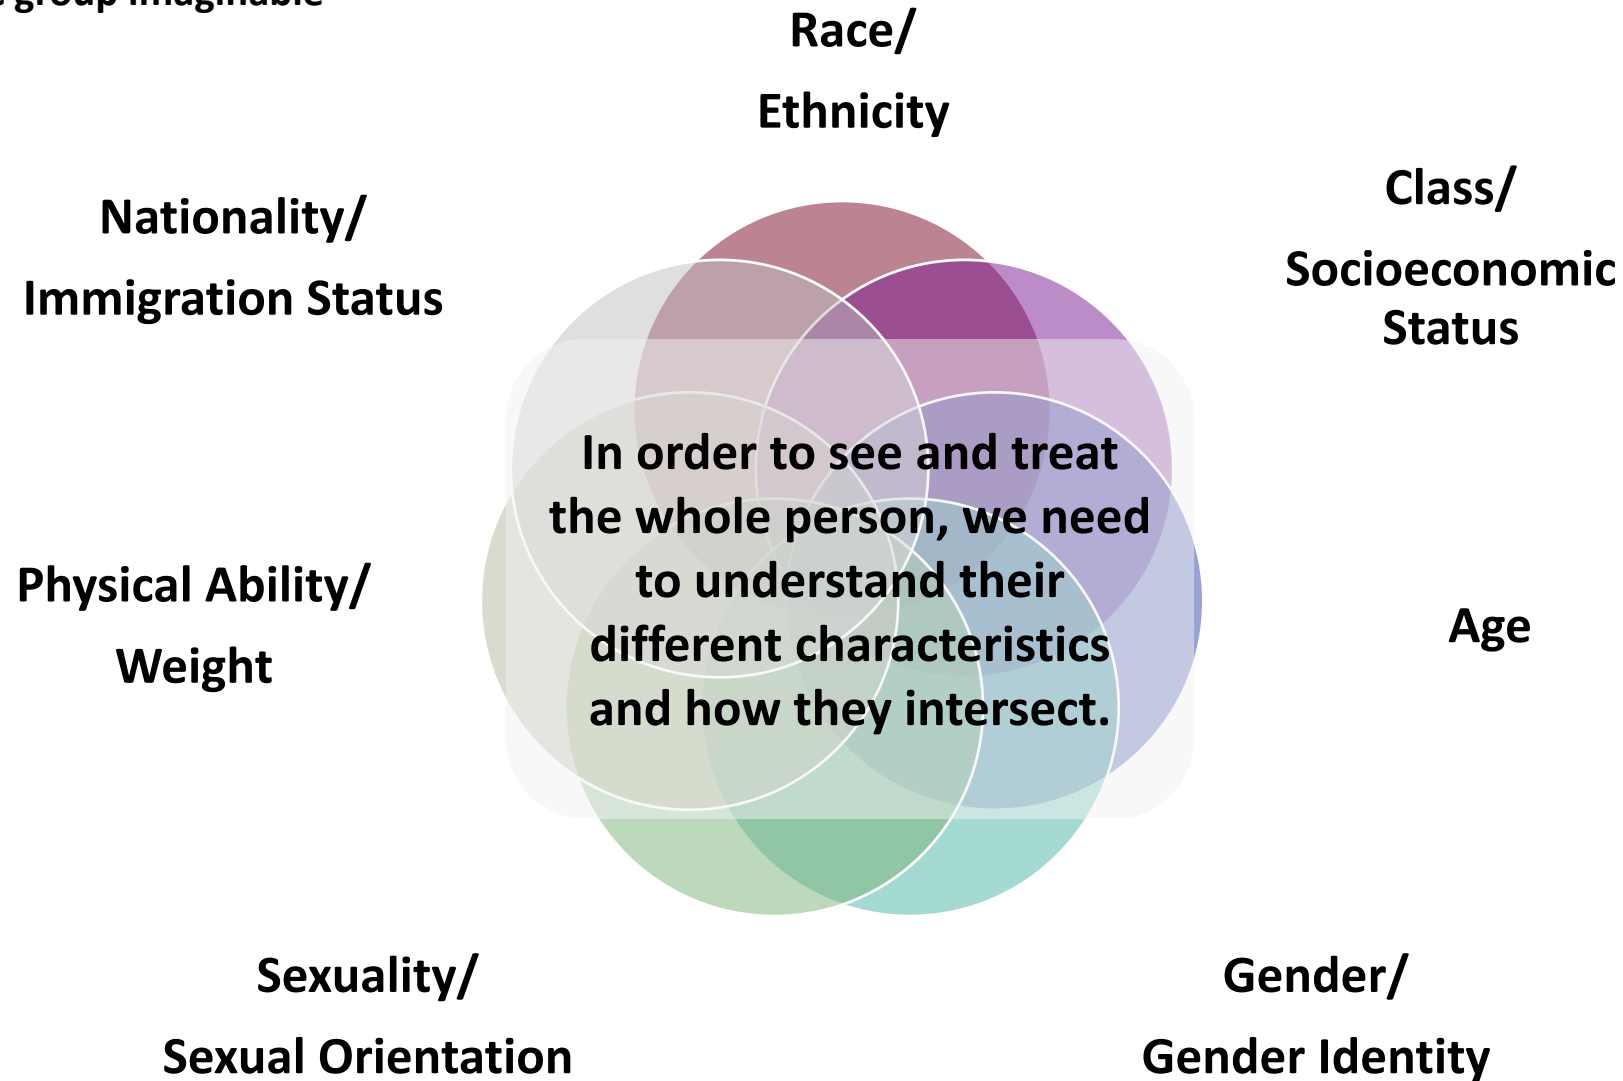 group imaginable
Race/
Ethnicity
Class/
Socioeconomic
Status
Nationality/
Immigration Status
In order to see and treat
the whole person, we need
to understand their
different characteristics
and how they intersect.
Physical Ability/
Weight
Age
Sexuality/
Sexual Orientation
Gender/
Gender Identity